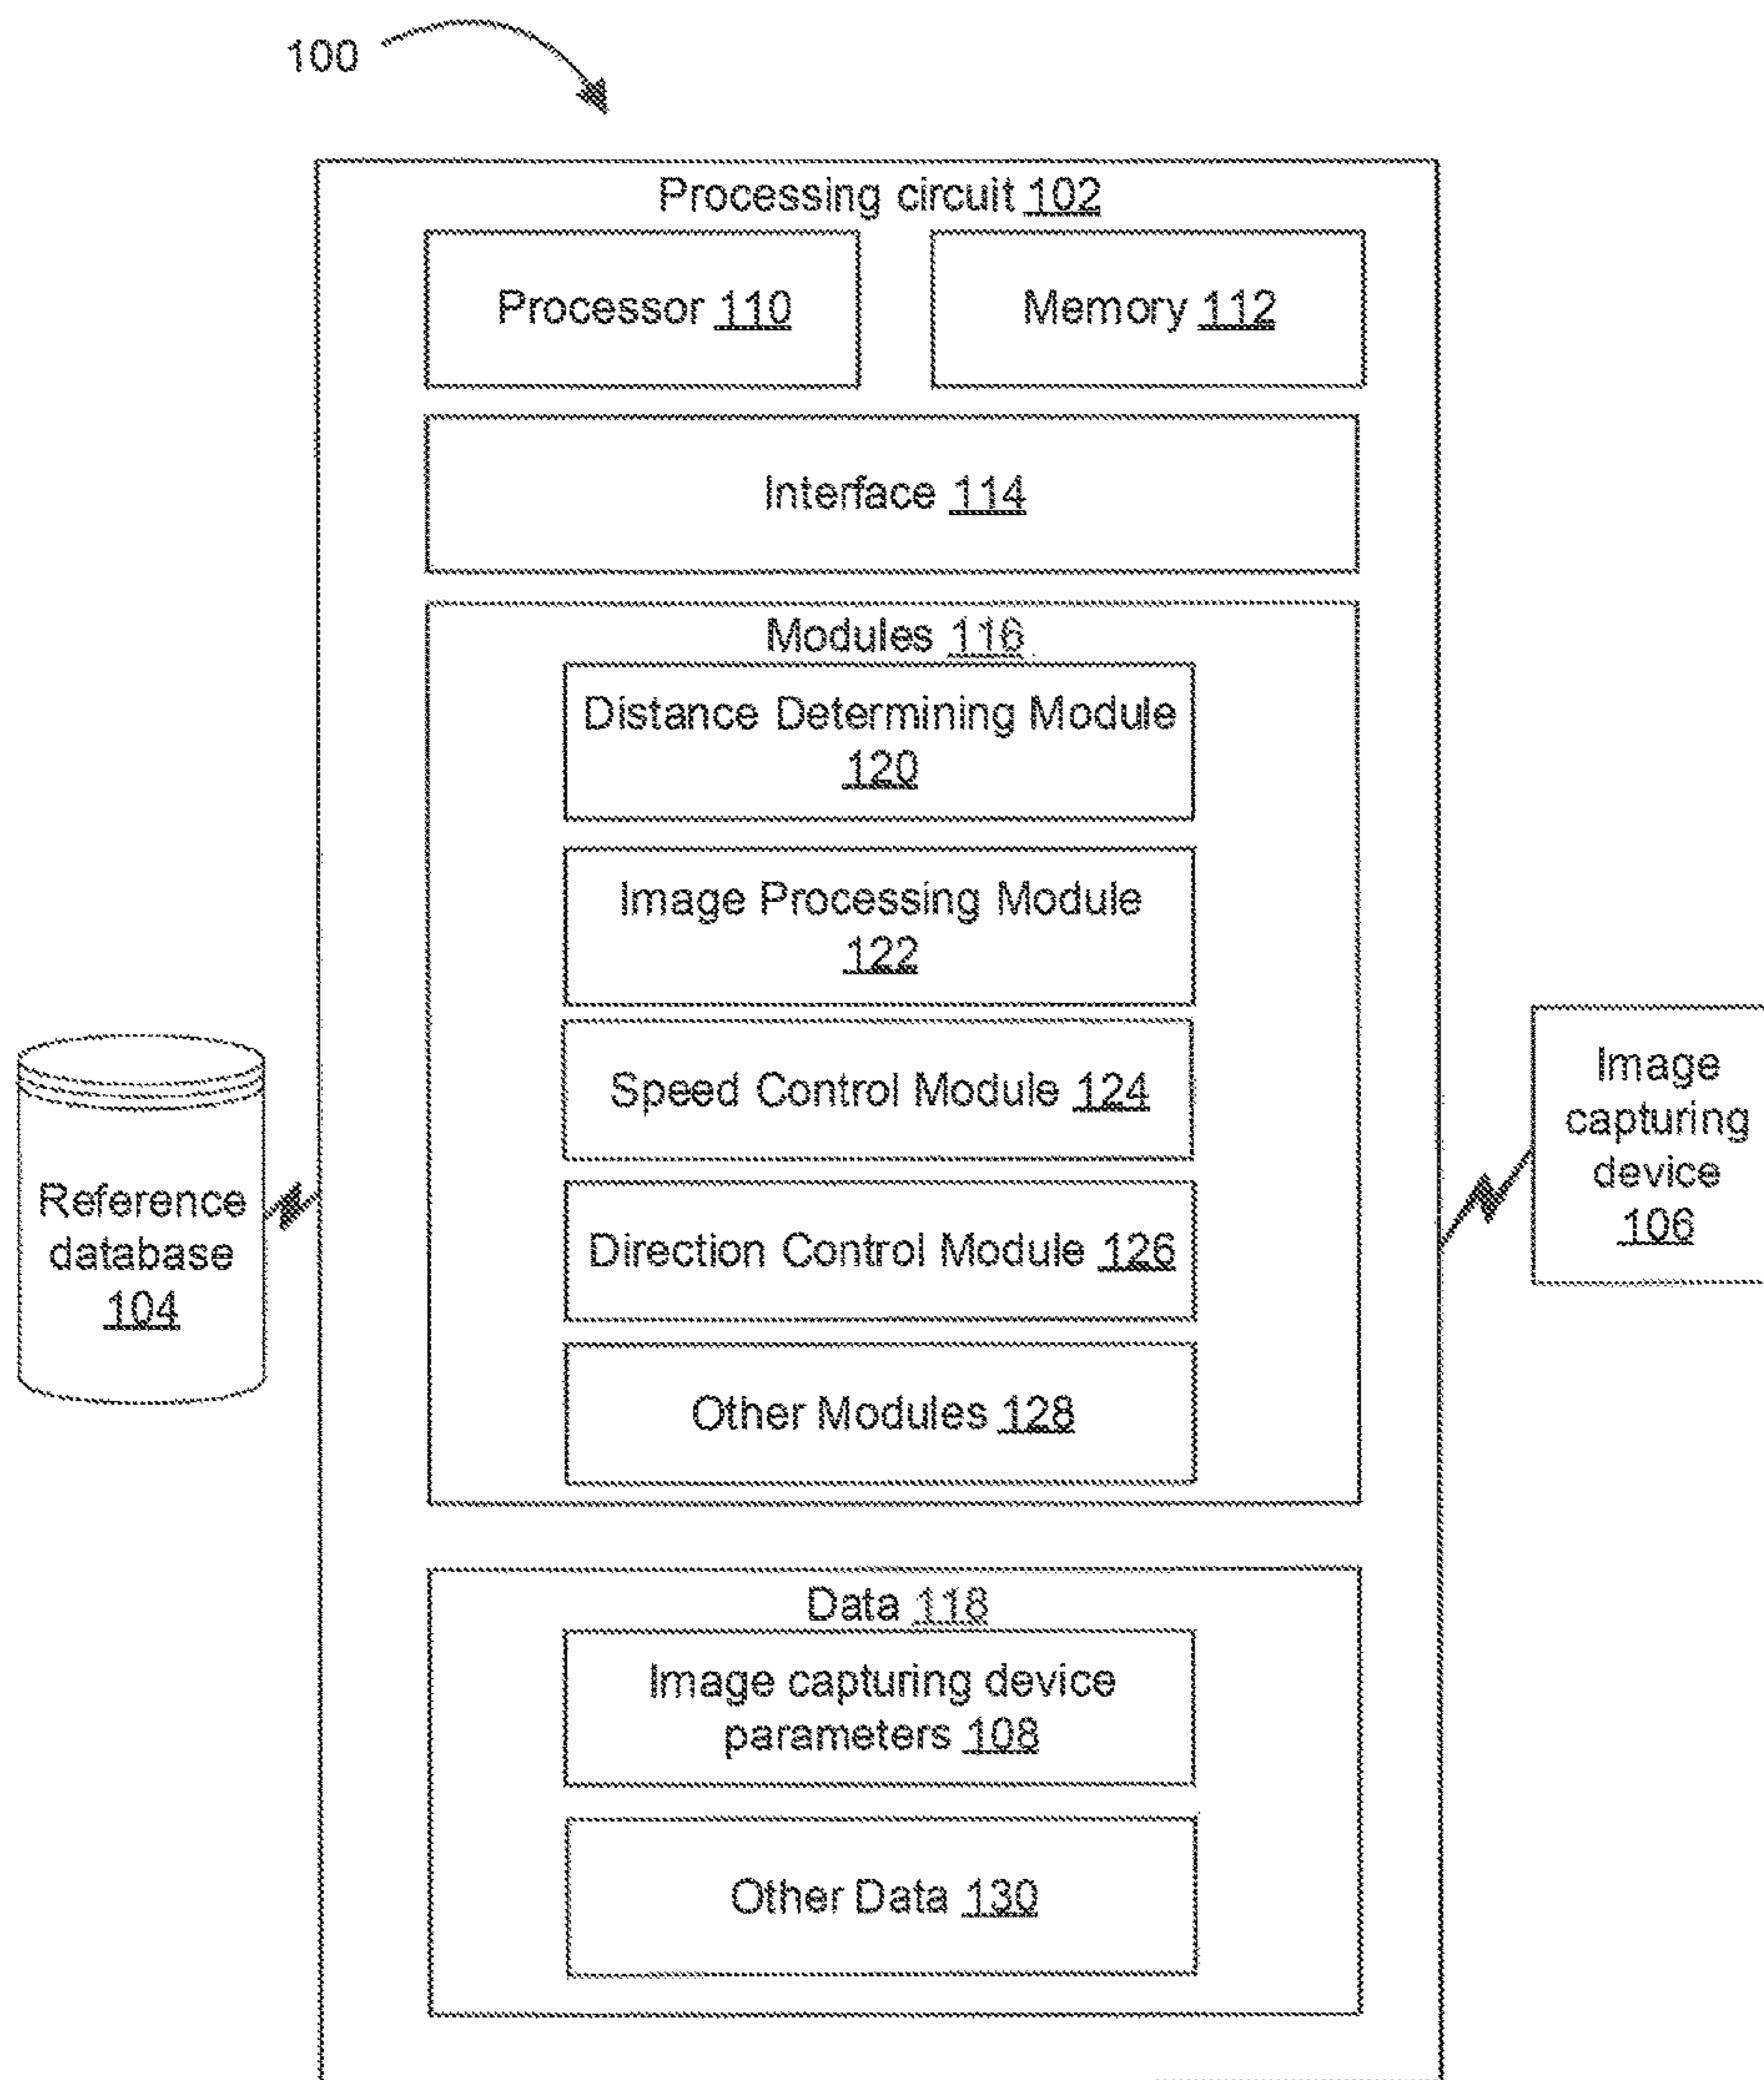 100
Processing circuit 102
Processor 110
Memory 112
Interface 114
Modules 116
Distance Determining Module
120
Image Processing Module
122
Speed Control Module 124
Direction Control Module 126
Other Modules 128
Reference
database
104
Image
capturing
device
106
Data 118
Image capturing device
parameters 108
Other Data 130